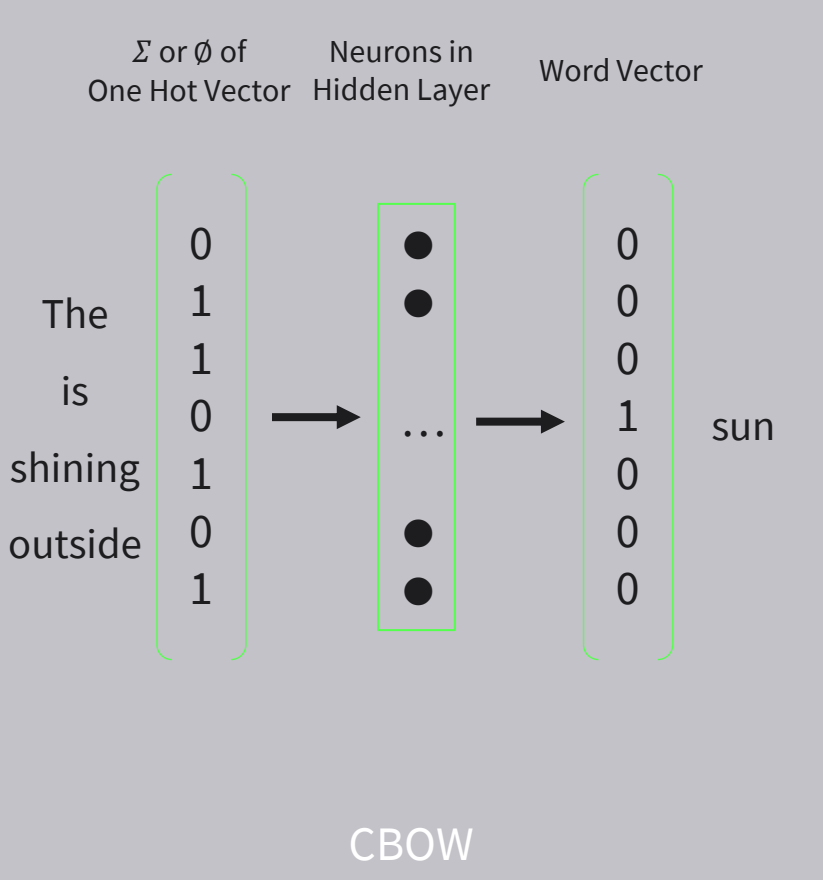 Σ or Ø of
One Hot Vector
Neurons in
Hidden Layer
Word Vector
The
is
shining
outside
0
1
1
0
1
0
1
...
0
0
0
1
0
0
0
sun
CBOW